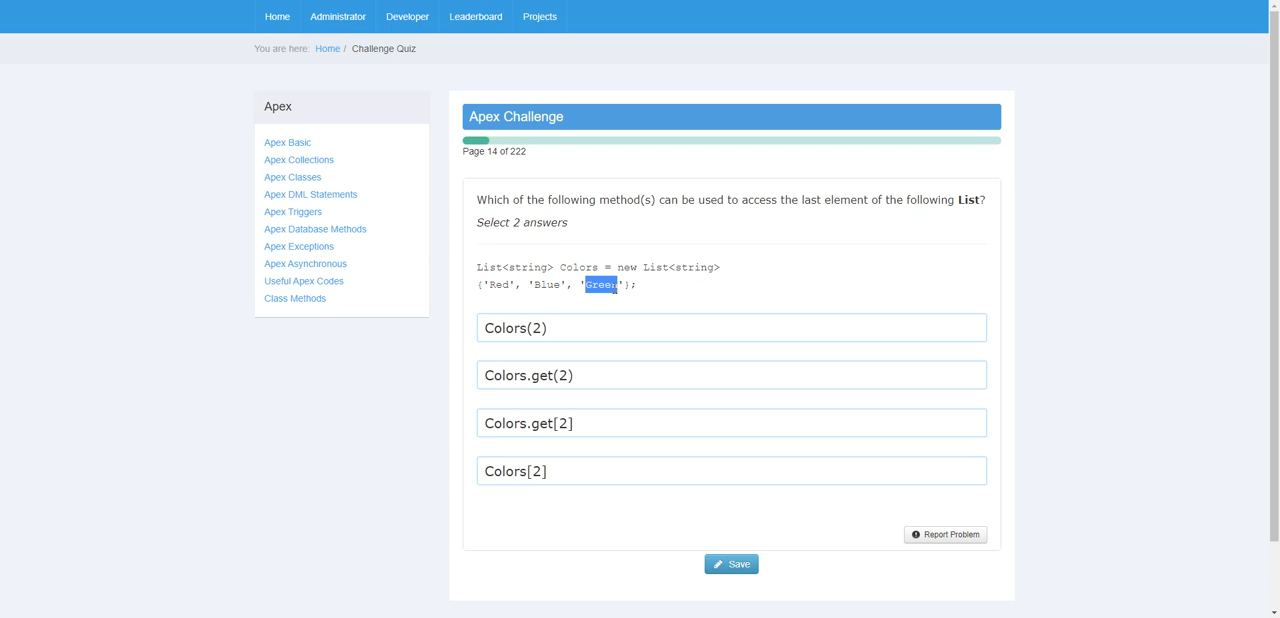 Home Administrator Developer Leaderboard Projects
You are here: Home / Challenge Quiz
Apex
Apex Basic
Apex Collections
Apex Classes
Apex DML Statements
Apex Triggers
Apex Database Methods
Apex Exceptions
Apex Asynchronous
Useful Apex Codes
Class Methods
Apex Challenge
Page 14 of 222
Which of the following method(s) can be used to access the last element of the following List?
Select 2 answers
List<string> Colors = new List<string>
{'Red', 'Blue', 'Green'};
Colors(2)
Colors.get(2)
Colors.get[2]
Colors[2]
Report Problem
Save